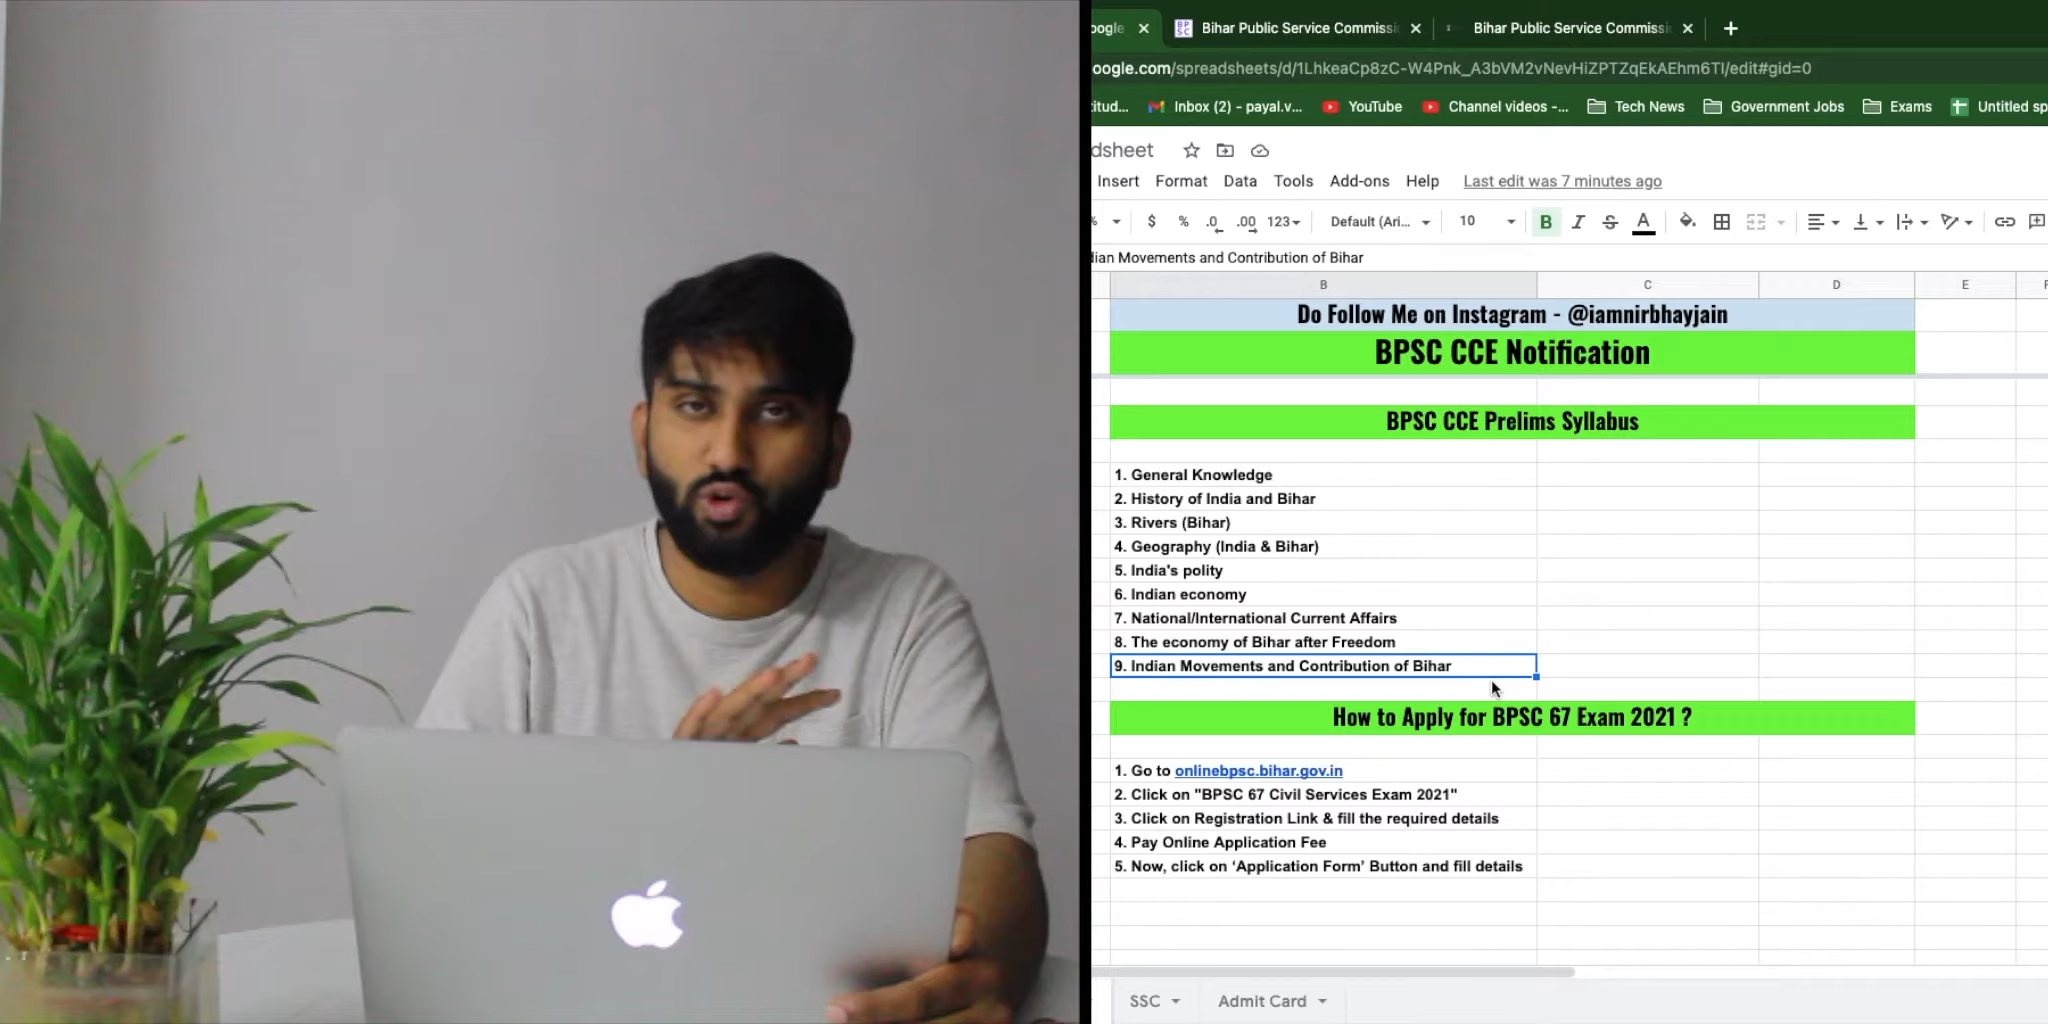 oogle
Bihar Public Service Commissi
Bihar Public Service Commissi
oogle.com/spreadsheets/d/1LhkeaCp8zC-W4Pnk_A3bVM2vNevHiZPTZqEkAEhm6TI/edit#gid=0
titud...
Inbox (2) - payal.v...
YouTube
Channel videos -...
Tech News
Government Jobs
Exams
Untitled sp
dsheet
Insert Format Data Tools Add-ons Help Last edit was 7 minutes ago
% $ % .0 .00 123 Default (Ari... 10 B I S A
dian Movements and Contribution of Bihar
B C D E F
Do Follow Me on Instagram - @iamnirbhayjain
BPSC CCE Notification
BPSC CCE Prelims Syllabus
1. General Knowledge
2. History of India and Bihar
3. Rivers (Bihar)
4. Geography (India & Bihar)
5. India's polity
6. Indian economy
7. National/International Current Affairs
8. The economy of Bihar after Freedom
9. Indian Movements and Contribution of Bihar
How to Apply for BPSC 67 Exam 2021 ?
1. Go to onlinebpsc.bihar.gov.in
2. Click on "BPSC 67 Civil Services Exam 2021"
3. Click on Registration Link & fill the required details
4. Pay Online Application Fee
5. Now, click on ‘Application Form’ Button and fill details
SSC
Admit Card